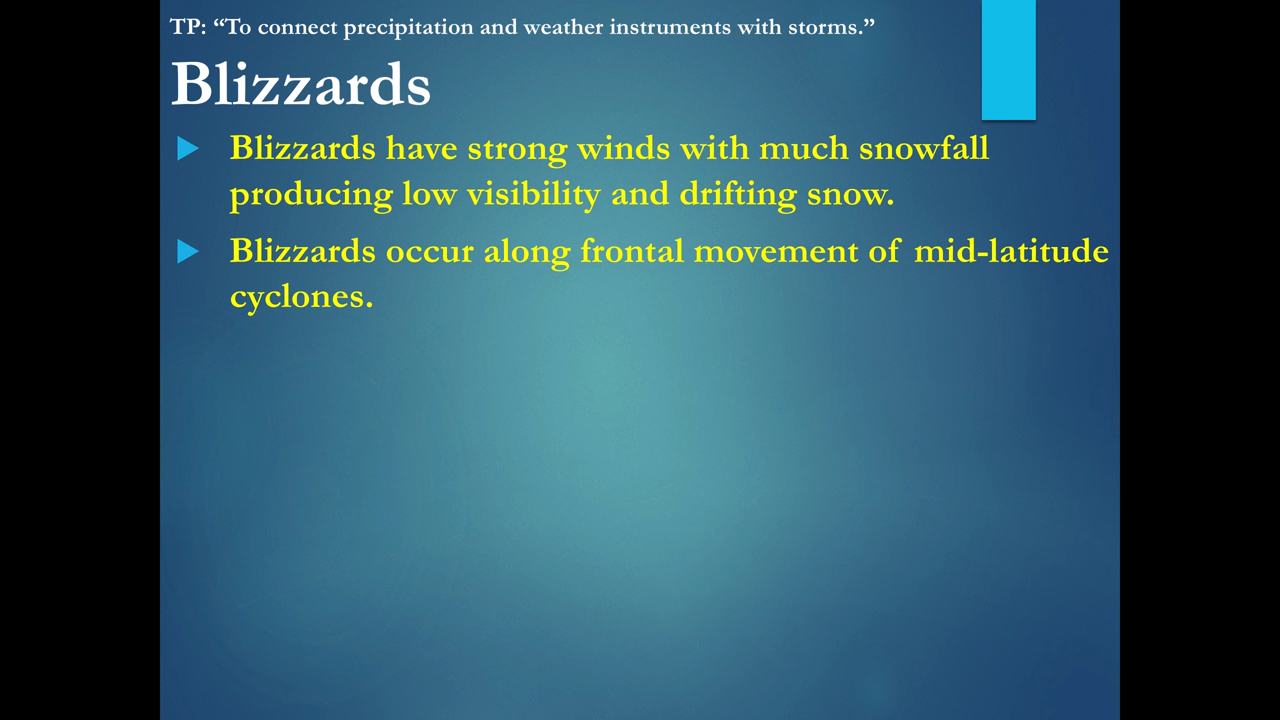 TP: “To connect precipitation and weather instruments with storms.”
Blizzards
Blizzards have strong winds with much snowfall
producing low visibility and drifting snow.
Blizzards occur along frontal movement of mid-latitude
cyclones.